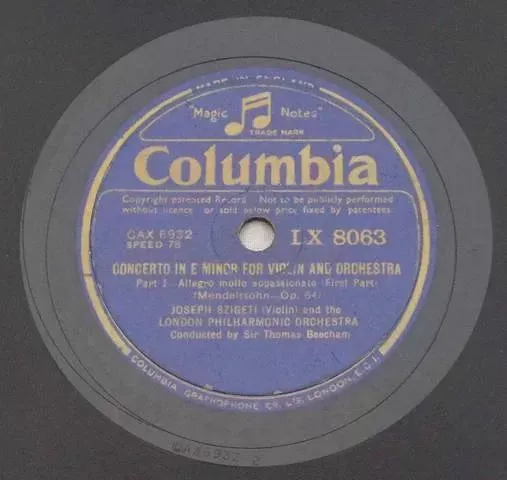 MADE IN ENGLAND
"Magic Notes"
TRADE MARK
Columbia
Copyright patented Record Not to be publicly performed
without licence or sold below price fixed by patentees
CAX 6932
SPEED 78
LX 8063
CONCERTO IN E MINOR FOR VIOLIN AND ORCHESTRA
Part 1 - Allegro molto appassionato (First Part)
(Mendelssohn—Op. 64)
JOSEPH SZIGETI (Violin) and the
LONDON PHILHARMONIC ORCHESTRA
Conducted by Sir Thomas Beecham
COLUMBIA GRAPHOPHONE CO. LTD. LONDON, E.C.1.
CAX6932-2